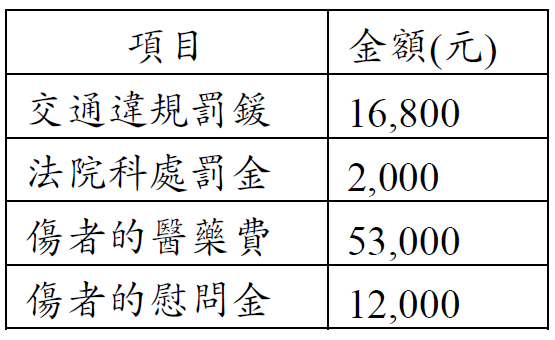 項目 金額(元)
交通違規罰鍰 16,800
法院科處罰金 2,000
傷者的醫藥費 53,000
傷者的慰問金 12,000